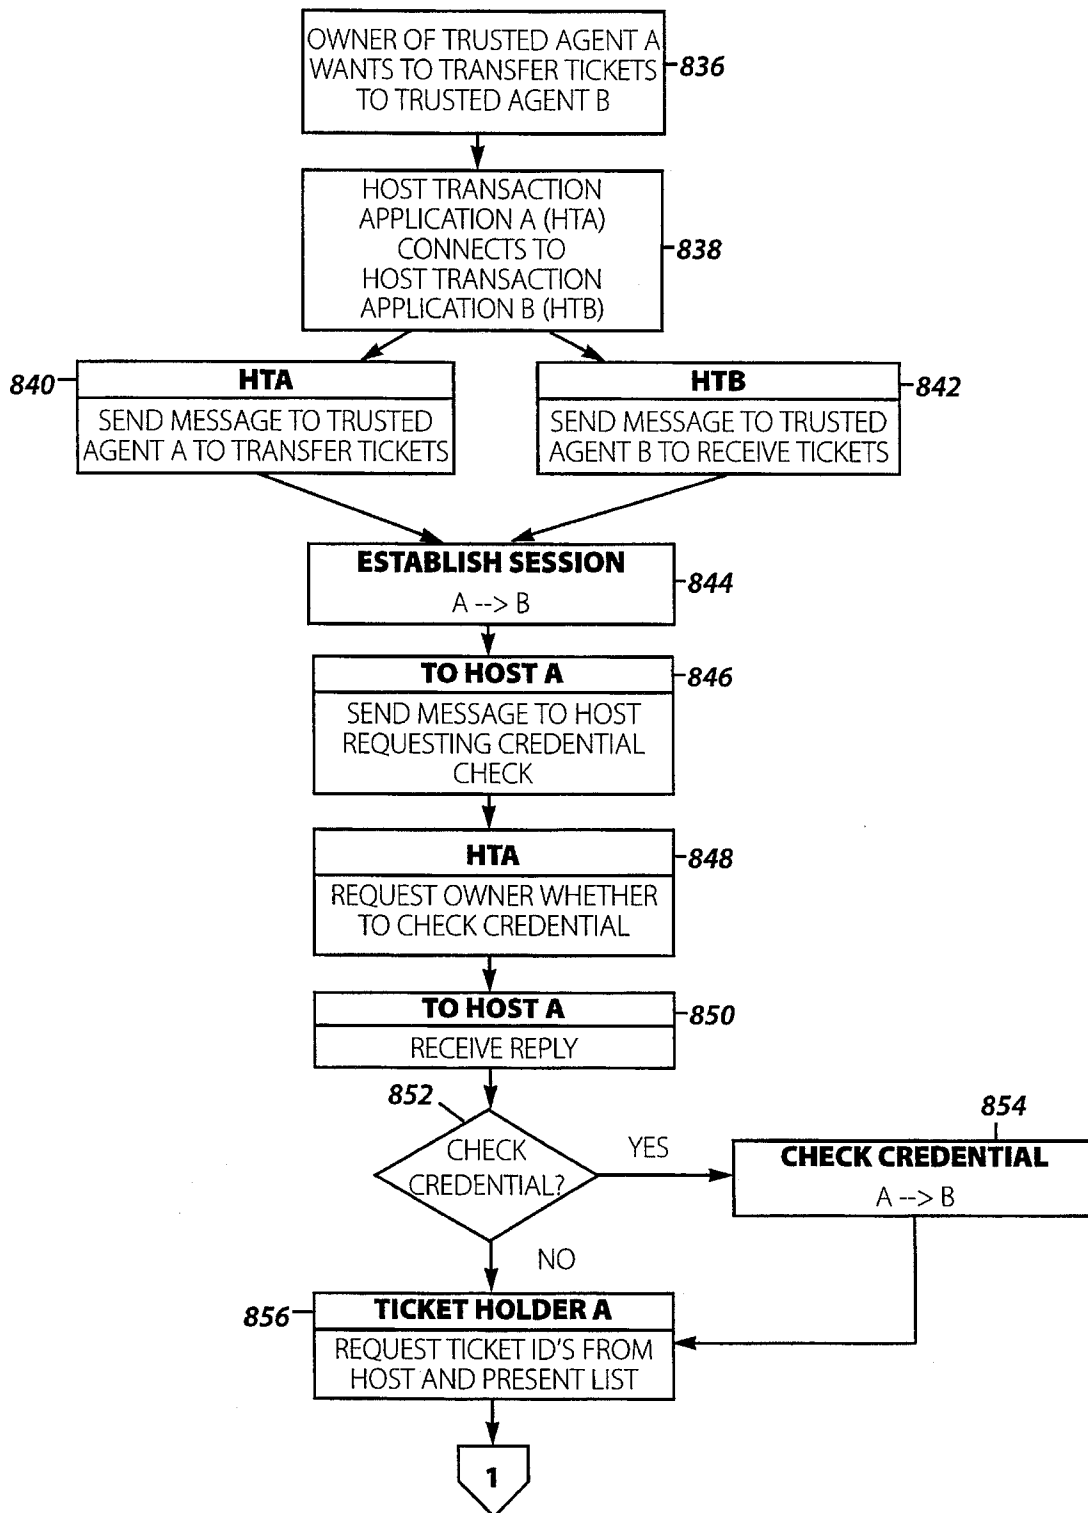 OWNER OF TRUSTED AGENT A
WANTS TO TRANSFER TICKETS
TO TRUSTED AGENT B
836
HOST TRANSACTION
APPLICATION A (HTA)
CONNECTS TO
HOST TRANSACTION
APPLICATION B (HTB)
838
840
HTA
SEND MESSAGE TO TRUSTED
AGENT A TO TRANSFER TICKETS
HTB
842
SEND MESSAGE TO TRUSTED
AGENT B TO RECEIVE TICKETS
ESTABLISH SESSION
A --> B
844
TO HOST A
846
SEND MESSAGE TO HOST
REQUESTING CREDENTIAL
CHECK
HTA
848
REQUEST OWNER WHETHER
TO CHECK CREDENTIAL
TO HOST A
850
RECEIVE REPLY
852
CHECK
CREDENTIAL?
YES
854
CHECK CREDENTIAL
A --> B
NO
856
TICKET HOLDER A
REQUEST TICKET ID'S FROM
HOST AND PRESENT LIST
1